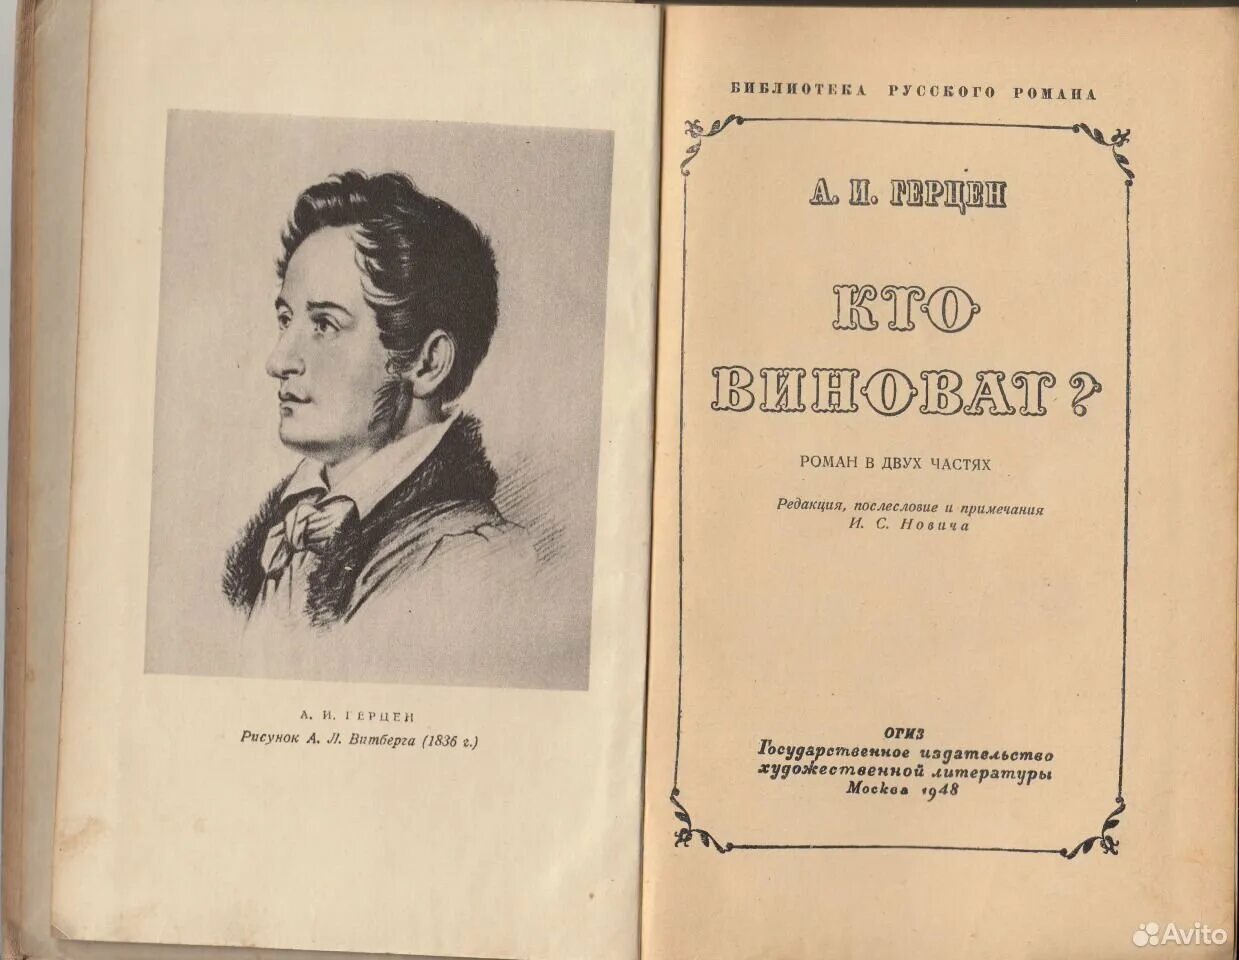 А. И. ГЕРЦЕН
Рисунок А. Л. Витберга (1836 г.)
БИБЛИОТЕКА РУССКОГО РОМАНА
А. И. ГЕРЦЕН
КТО
ВИНОВАТ?
РОМАН В ДВУХ ЧАСТЯХ
Редакция, послесловие и примечания
И. С. Новича
ОГИЗ
Государственное издательство
художественной литературы
Москва 1948
Avito